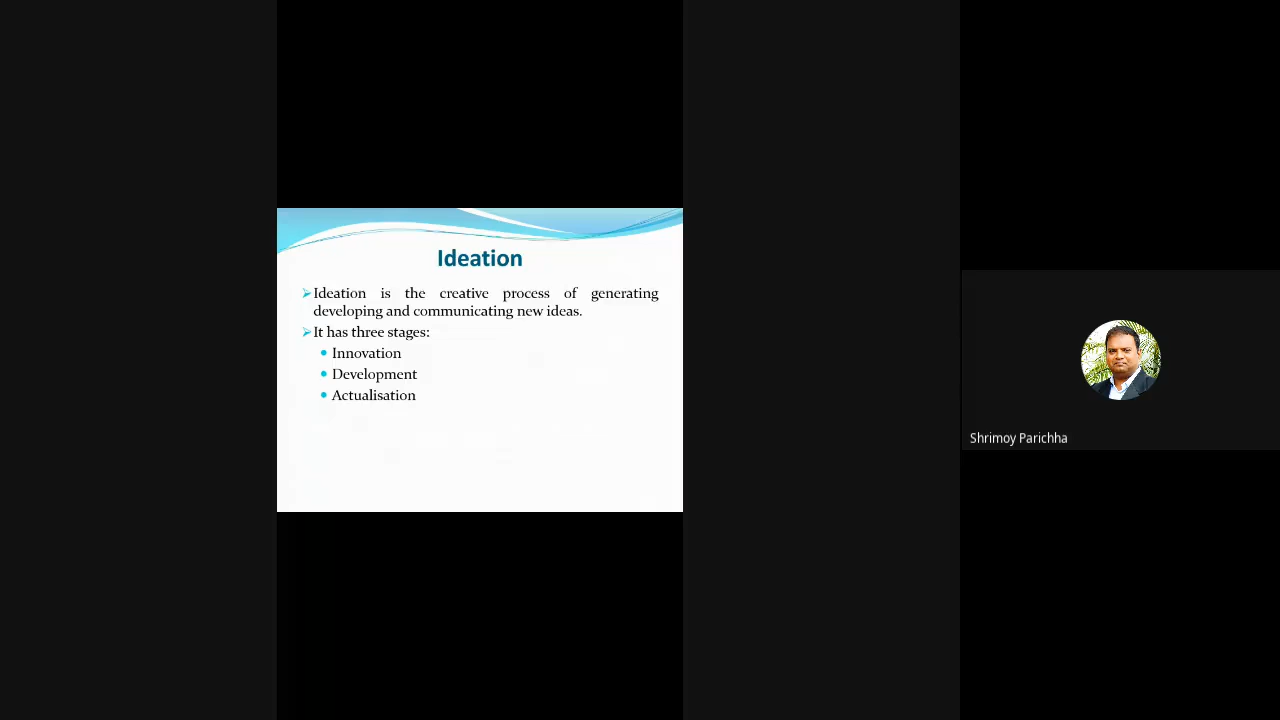 Ideation
Ideation is the creative process of generating
developing and communicating new ideas.
It has three stages:
Innovation
Development
Actualisation
Shrimoy Parichha